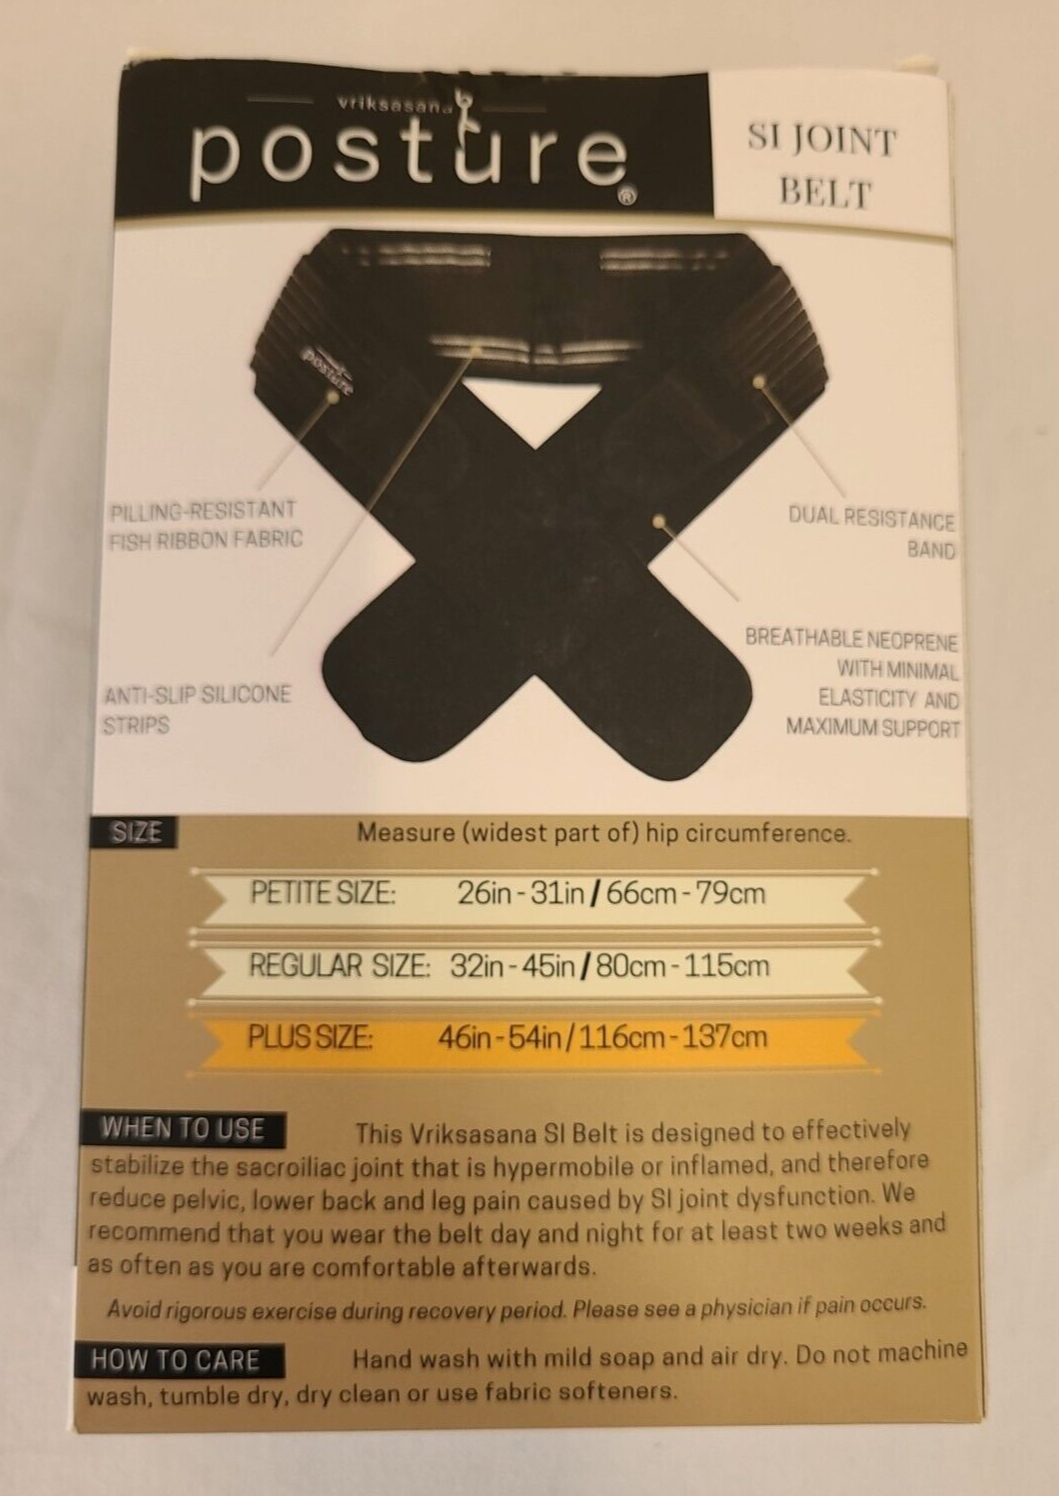 vriksasana
posture®
SI JOINT
BELT
posture
PILLING-RESISTANT
FISH RIBBON FABRIC
DUAL RESISTANCE
BAND
ANTI-SLIP SILICONE
STRIPS
BREATHABLE NEOPRENE
WITH MINIMAL
ELASTICITY AND
MAXIMUM SUPPORT
SIZE Measure (widest part of) hip circumference.
PETITE SIZE: 26in - 31in / 66cm - 79cm
REGULAR SIZE: 32in - 45in / 80cm - 115cm
PLUS SIZE: 46in - 54in / 116cm - 137cm
WHEN TO USE This Vriksasana SI Belt is designed to effectively
stabilize the sacroiliac joint that is hypermobile or inflamed, and therefore
reduce pelvic, lower back and leg pain caused by SI joint dysfunction. We
recommend that you wear the belt day and night for at least two weeks and
as often as you are comfortable afterwards.
Avoid rigorous exercise during recovery period. Please see a physician if pain occurs.
HOW TO CARE Hand wash with mild soap and air dry. Do not machine
wash, tumble dry, dry clean or use fabric softeners.